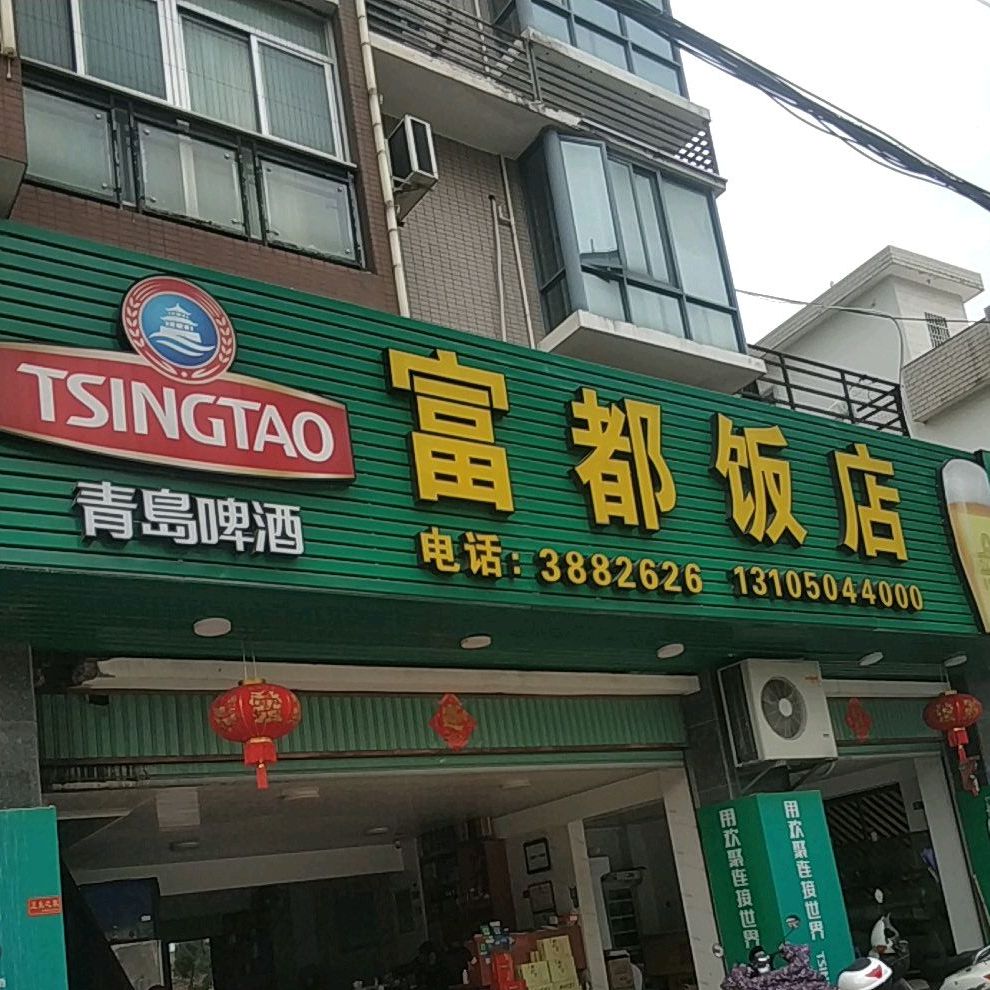 TSINGTAO
青島啤酒
富都饭店
电话：3882626 13105044000
用欢聚连接世界
用欢聚连接世界 TSIN